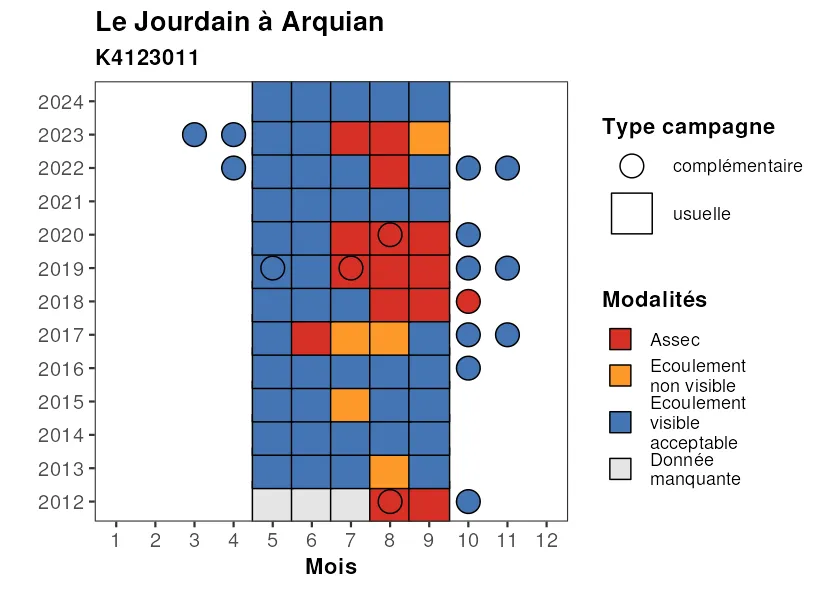 Le Jourdain à Arquian
K4123011
2024
2023
2022
2021
2020
2019
2018
2017
2016
2015
2014
2013
2012
1 2 3 4 5 6 7 8 9 10 11 12
Mois
Type campagne
complémentaire
usuelle
Modalités
Assec
Ecoulement
non visible
Ecoulement
visible
acceptable
Donnée
manquante